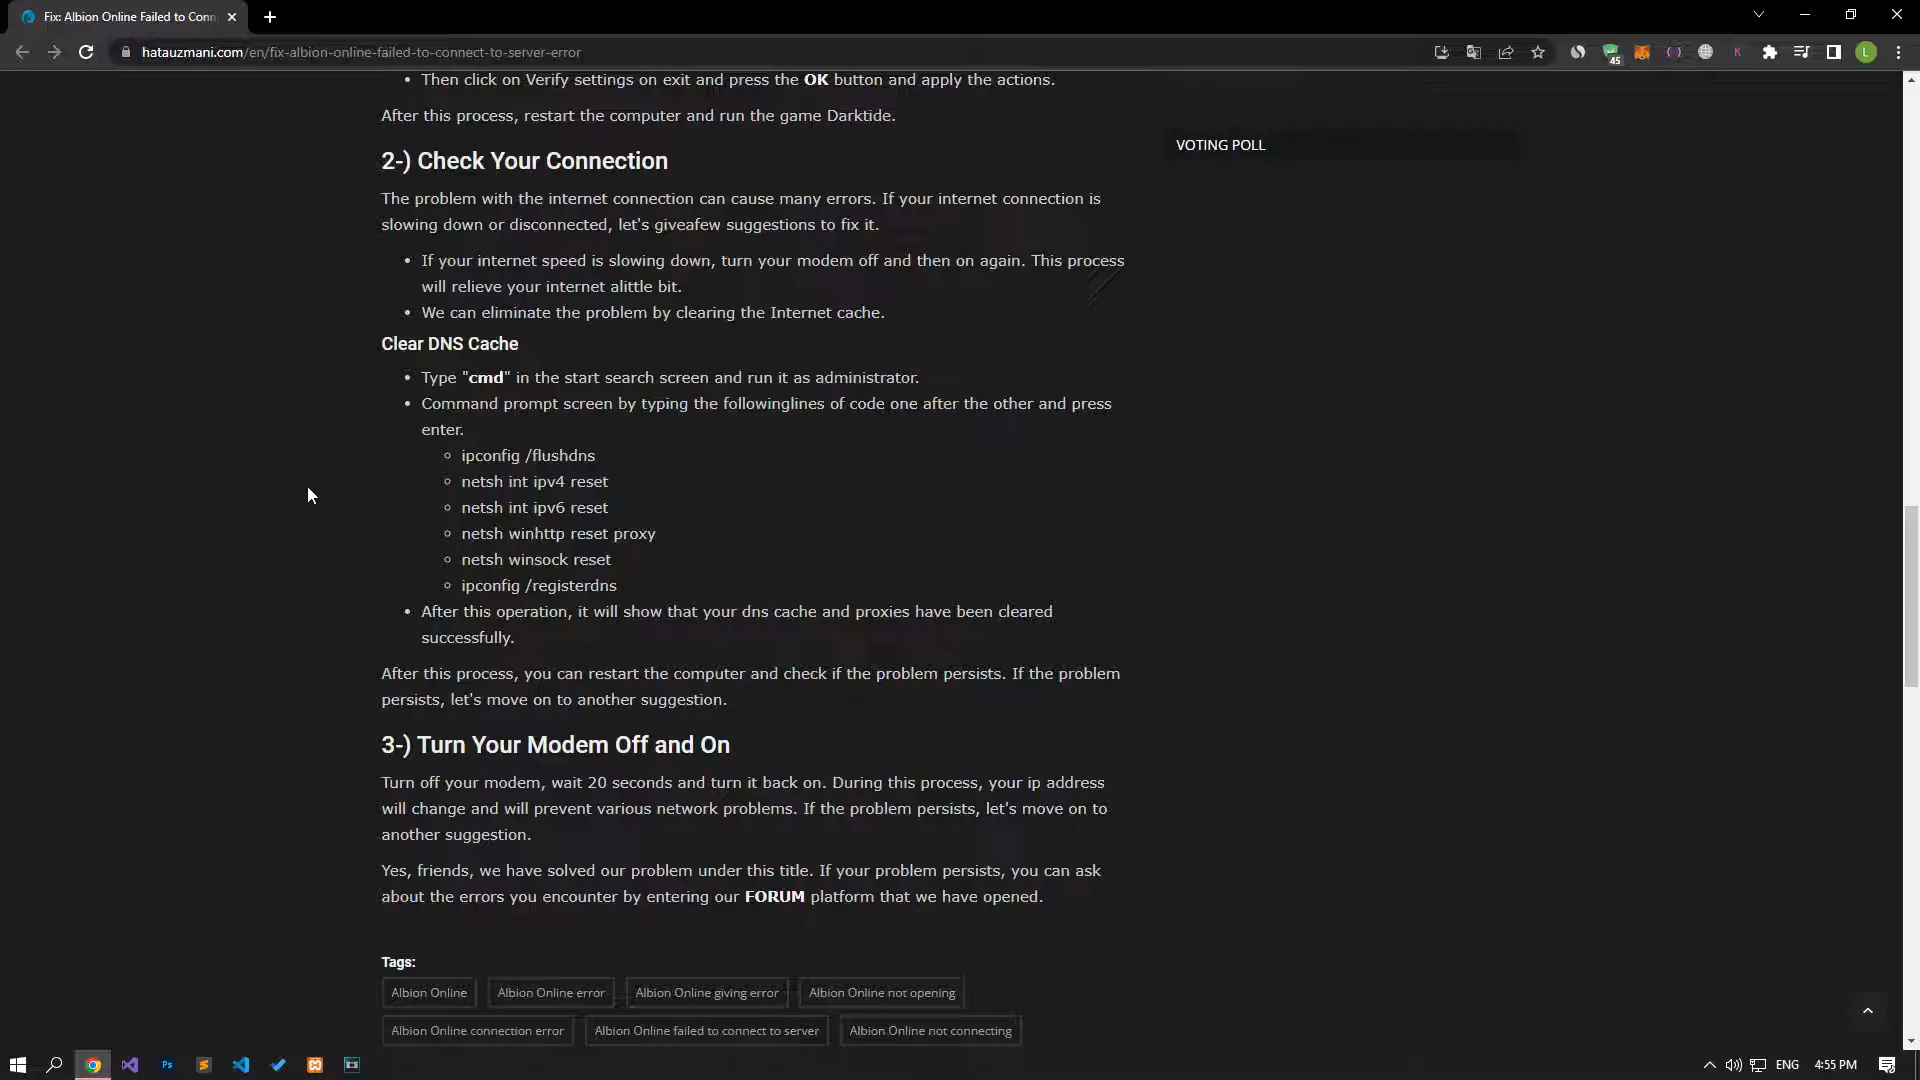 Fix: Albion Online Failed to Conn
hatauzmani.com/en/fix-albion-online-failed-to-connect-to-server-error
45
K
L
Then click on Verify settings on exit and press the OK button and apply the actions.
After this process, restart the computer and run the game Darktide.
VOTING POLL
2-) Check Your Connection
The problem with the internet connection can cause many errors. If your internet connection is
slowing down or disconnected, let's giveafew suggestions to fix it.
If your internet speed is slowing down, turn your modem off and then on again. This process
will relieve your internet alittle bit.
We can eliminate the problem by clearing the Internet cache.
Clear DNS Cache
Type "cmd" in the start search screen and run it as administrator.
Command prompt screen by typing the followinglines of code one after the other and press
enter.
ipconfig /flushdns
netsh int ipv4 reset
netsh int ipv6 reset
netsh winhttp reset proxy
netsh winsock reset
ipconfig /registerdns
After this operation, it will show that your dns cache and proxies have been cleared
successfully.
After this process, you can restart the computer and check if the problem persists. If the problem
persists, let's move on to another suggestion.
3-) Turn Your Modem Off and On
Turn off your modem, wait 20 seconds and turn it back on. During this process, your ip address
will change and will prevent various network problems. If the problem persists, let's move on to
another suggestion.
Yes, friends, we have solved our problem under this title. If your problem persists, you can ask
about the errors you encounter by entering our FORUM platform that we have opened.
Tags:
Albion Online Albion Online error Albion Online giving error Albion Online not opening
Albion Online connection error Albion Online failed to connect to server Albion Online not connecting
Ps
ENG 4:55 PM